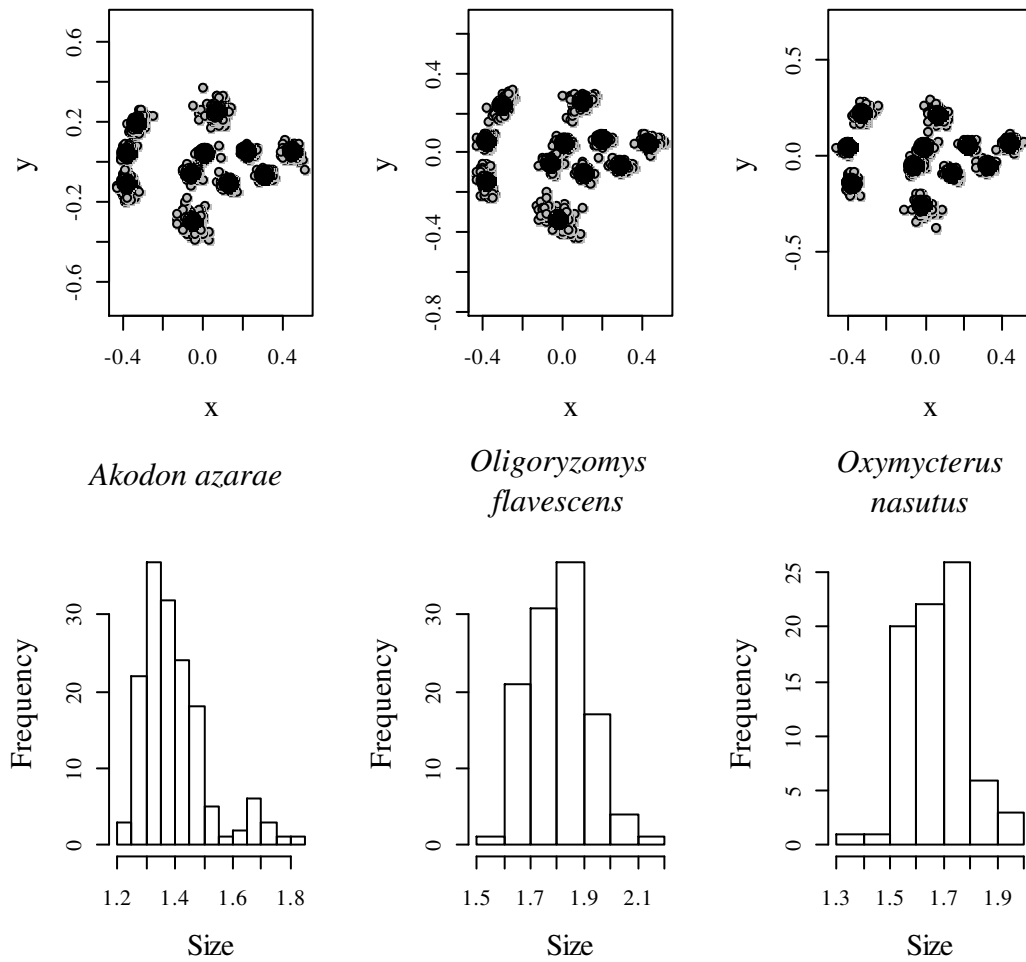 0.6
0.2
-0.2
-0.6
y
-0.4 0.0 0.4
x
0.4
0.0
-0.4
-0.8
y
-0.4 0.0 0.4
x
0.5
0.0
-0.5
y
-0.4 0.0 0.4
x
Akodon azarae
Oligoryzomys
flavescens
Oxymycterus
nasutus
30
20
10
0
Frequency
1.2 1.4 1.6 1.8
Size
30
20
10
0
Frequency
1.5 1.7 1.9 2.1
Size
25
20
15
10
5
0
Frequency
1.3 1.5 1.7 1.9
Size